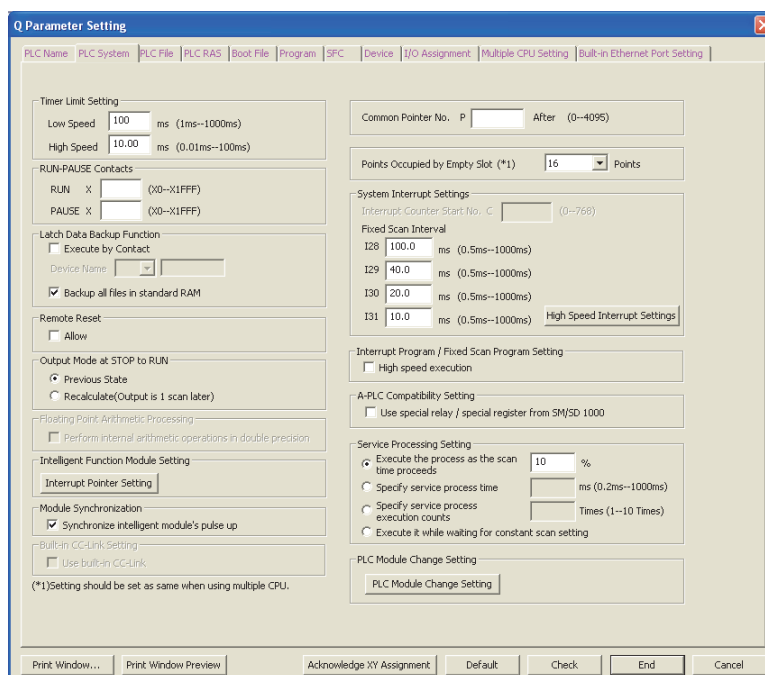 Q Parameter Setting
PLC Name PLC System PLC File PLC RAS Boot File Program SFC Device I/O Assignment Multiple CPU Setting Built-in Ethernet Port Setting
Timer Limit Setting
Low Speed 100 ms (1ms--1000ms)
High Speed 10.00 ms (0.01ms--100ms)
RUN-PAUSE Contacts
RUN X (X0--X1FFF)
PAUSE X (X0--X1FFF)
Latch Data Backup Function
Execute by Contact
Device Name
Backup all files in standard RAM
Remote Reset
Allow
Output Mode at STOP to RUN
Previous State
Recalculate(Output is 1 scan later)
Floating Point Arithmetic Processing
Perform internal arithmetic operations in double precision
Intelligent Function Module Setting
Interrupt Pointer Setting
Module Synchronization
Synchronize intelligent module's pulse up
Built-in CC-Link Setting
Use built-in CC-Link
(*1)Setting should be set as same when using multiple CPU.
Common Pointer No. P After (0--4095)
Points Occupied by Empty Slot (*1) 16 Points
System Interrupt Settings
Interrupt Counter Start No. C (0--768)
Fixed Scan Interval
I28 100.0 ms (0.5ms--1000ms)
I29 40.0 ms (0.5ms--1000ms)
I30 20.0 ms (0.5ms--1000ms)
I31 10.0 ms (0.5ms--1000ms) High Speed Interrupt Settings
Interrupt Program / Fixed Scan Program Setting
High speed execution
A-PLC Compatibility Setting
Use special relay / special register from SM/SD 1000
Service Processing Setting
Execute the process as the scan
time proceeds 10 %
Specify service process time ms (0.2ms--1000ms)
Specify service process
execution counts Times (1--10 Times)
Execute it while waiting for constant scan setting
PLC Module Change Setting
PLC Module Change Setting
Print Window... Print Window Preview Acknowledge XY Assignment Default Check End Cancel